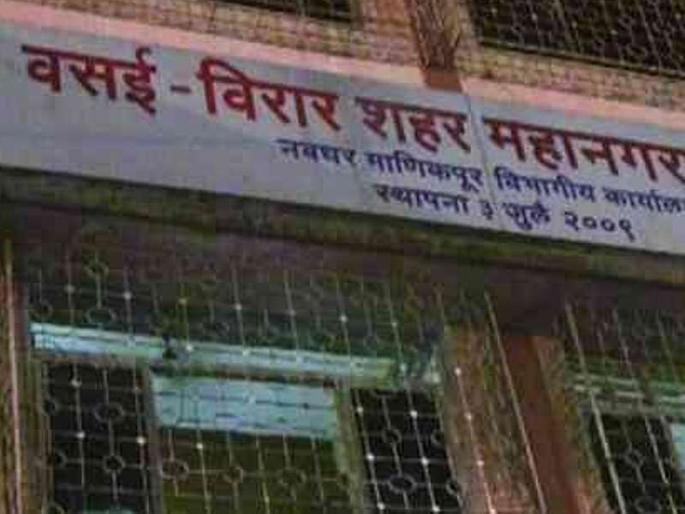 वसई - विरार शहर महानगर
नवघर माणिकपूर विभागीय कार्याल
स्थापना ३ जुलै २००९